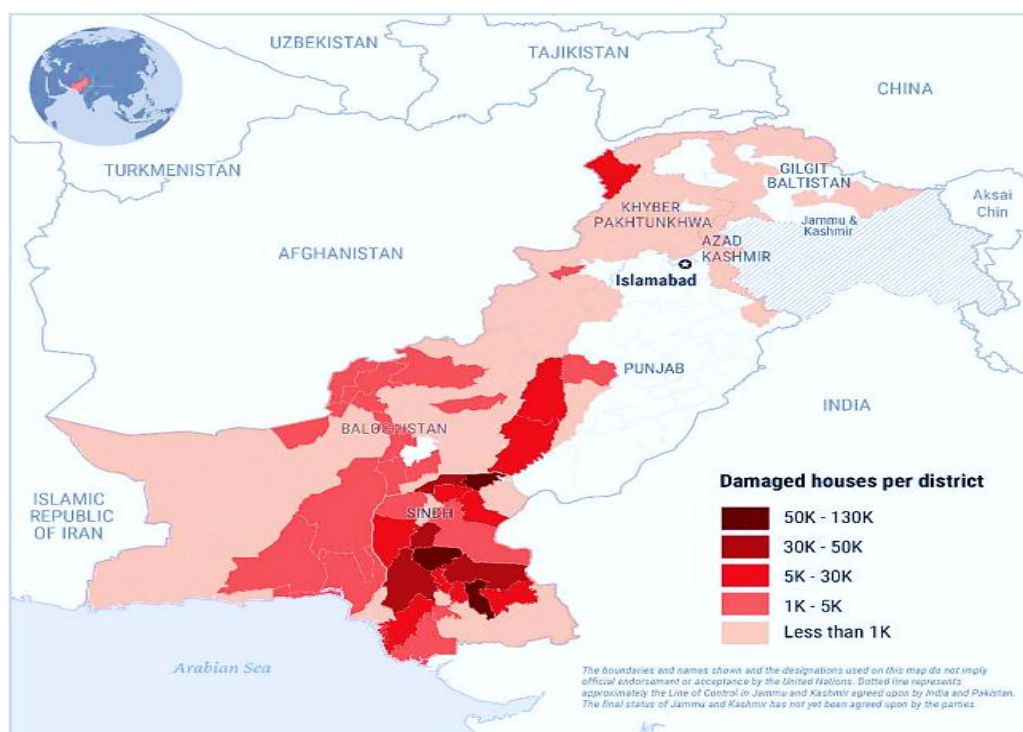 UZBEKISTAN
TAJIKISTAN
CHINA
TURKMENISTAN
GILGIT
BALTISTAN
Aksai
Chin
KHYBER
PAKHTUNKHWA
Jammu &
Kashmir
AZAD
KASHMIR
AFGHANISTAN
Islamabad
PUNJAB
INDIA
BALOCHISTAN
ISLAMIC
REPUBLIC
OF IRAN
SINDH
Damaged houses per district
50K - 130K
30K - 50K
5K - 30K
1K - 5K
Less than 1K
Arabian Sea
The boundaries and names shown and the designations used on this map do not imply
official endorsement or acceptance by the United Nations. Dotted line represents
approximately the Line of Control in Jammu and Kashmir agreed upon by India and Pakistan.
The final status of Jammu and Kashmir has not yet been agreed upon by the parties.